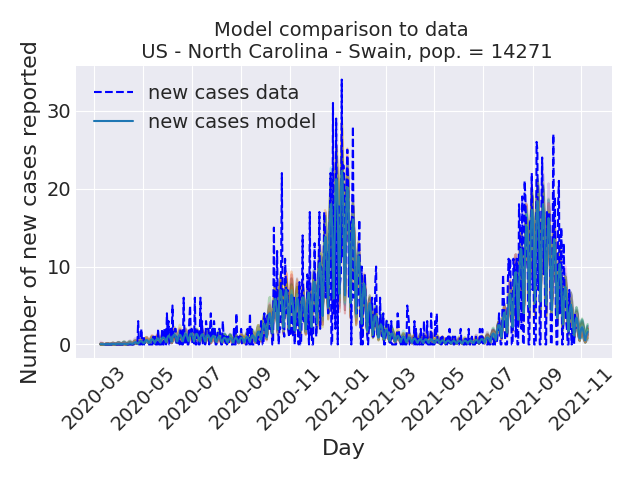 Model comparison to data
US - North Carolina - Swain, pop. = 14271
Number of new cases reported
30
20
10
0
new cases data
new cases model
2020-03
2020-05
2020-07
2020-09
2020-11
2021-01
2021-03
2021-05
2021-07
2021-09
2021-11
Day